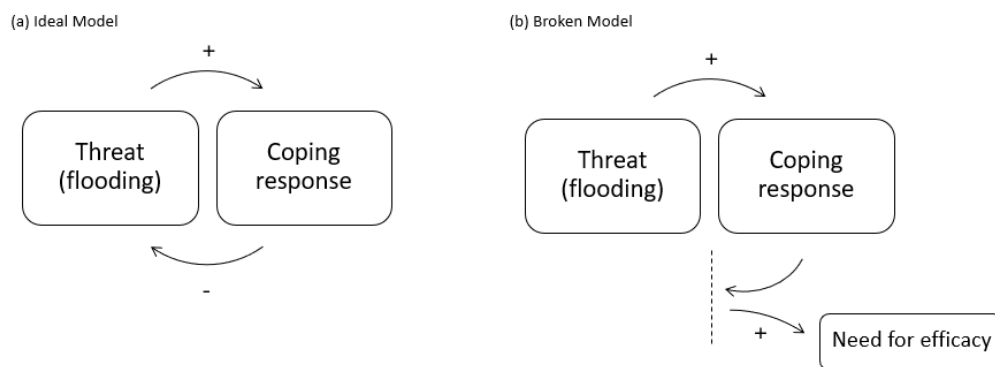 (a) Ideal Model
+
Threat
(flooding)
Coping
response
-
(b) Broken Model
+
Threat
(flooding)
Coping
response
+
Need for efficacy